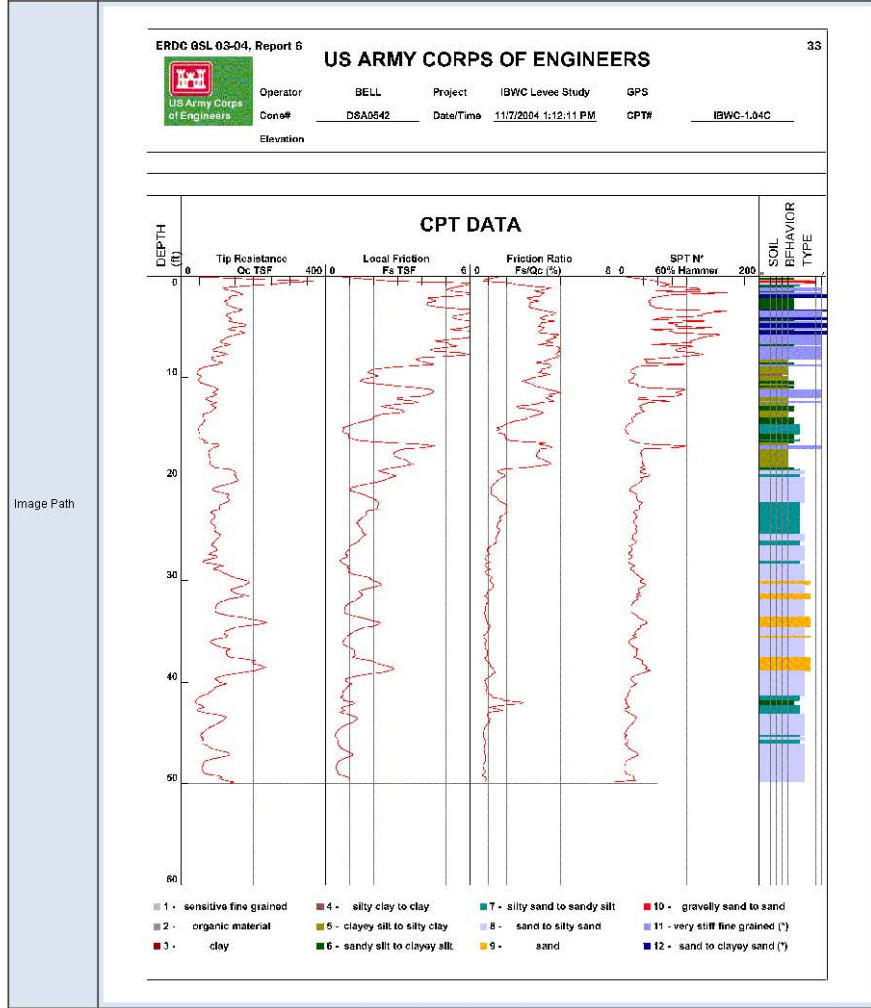 ERDC GSL 03-04, Report 6
33
US ARMY CORPS OF ENGINEERS
US Army Corps
of Engineers
Operator BELL Project IBWC Levee Study GPS
Cone# DSA0542 Date/Time 11/7/2004 1:12:11 PM CPT# IBWC-1.04C
Elevation
CPT DATA
DEPTH
(ft)
Tip Resistance
0 Qc TSF 400
Local Friction
0 Fs TSF 6
Friction Ratio
0 Fs/Qc (%) 8
SPT N*
0 60% Hammer 200
SOIL
BEHAVIOR
TYPE
0
10
20
30
40
50
60
Image Path
1 - sensitive fine grained
2 - organic material
3 - clay
4 - silty clay to clay
5 - clayey silt to silty clay
6 - sandy silt to clayey silt
7 - silty sand to sandy silt
8 - sand to silty sand
9 - sand
10 - gravelly sand to sand
11 - very stiff fine grained (*)
12 - sand to clayey sand (*)